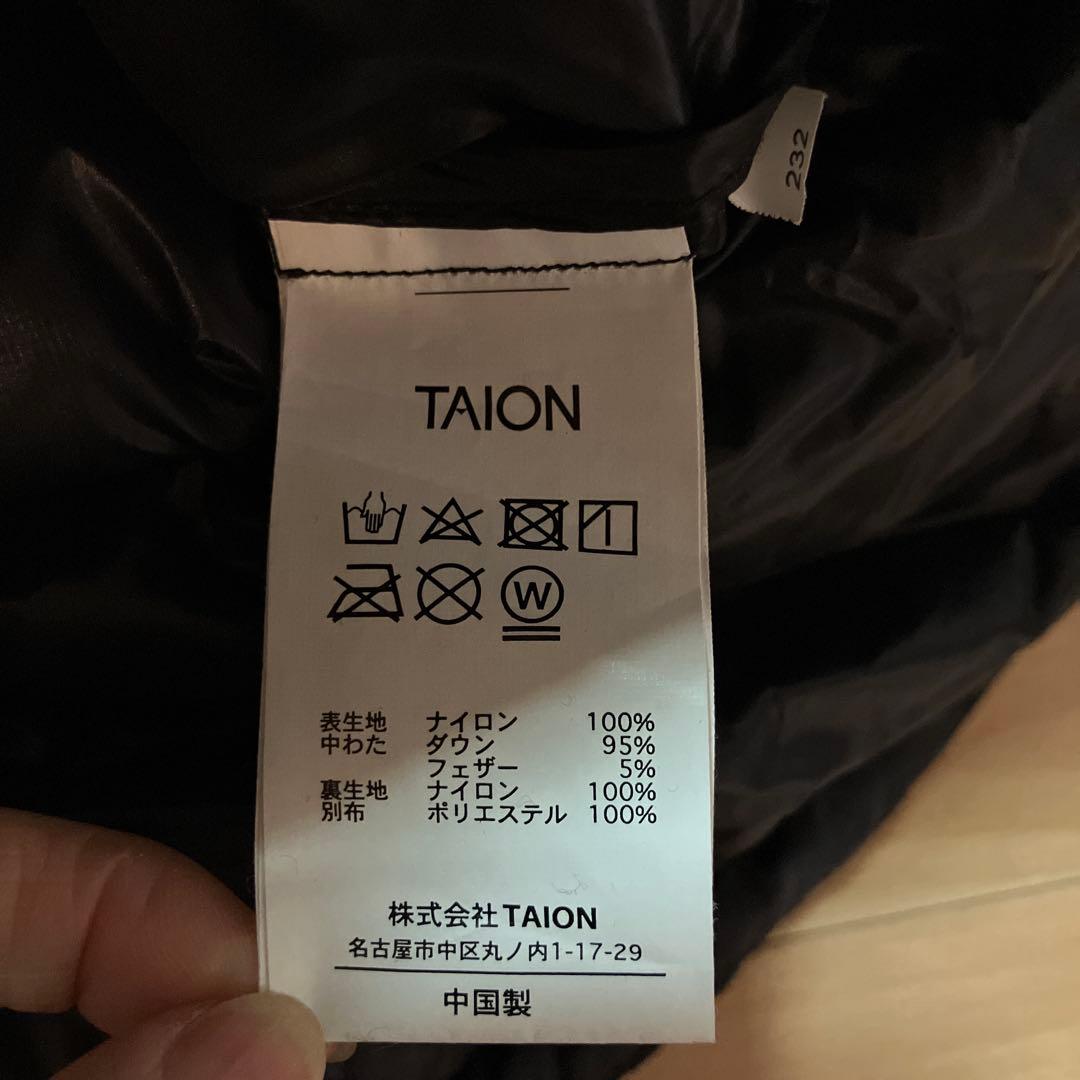 232
TAION
W
表生地 ナイロン 100%
中わた ダウン 95%
フェザー 5%
裏生地 ナイロン 100%
別布 ポリエステル 100%
株式会社TAION
名古屋市中区丸ノ内1-17-29
中国製